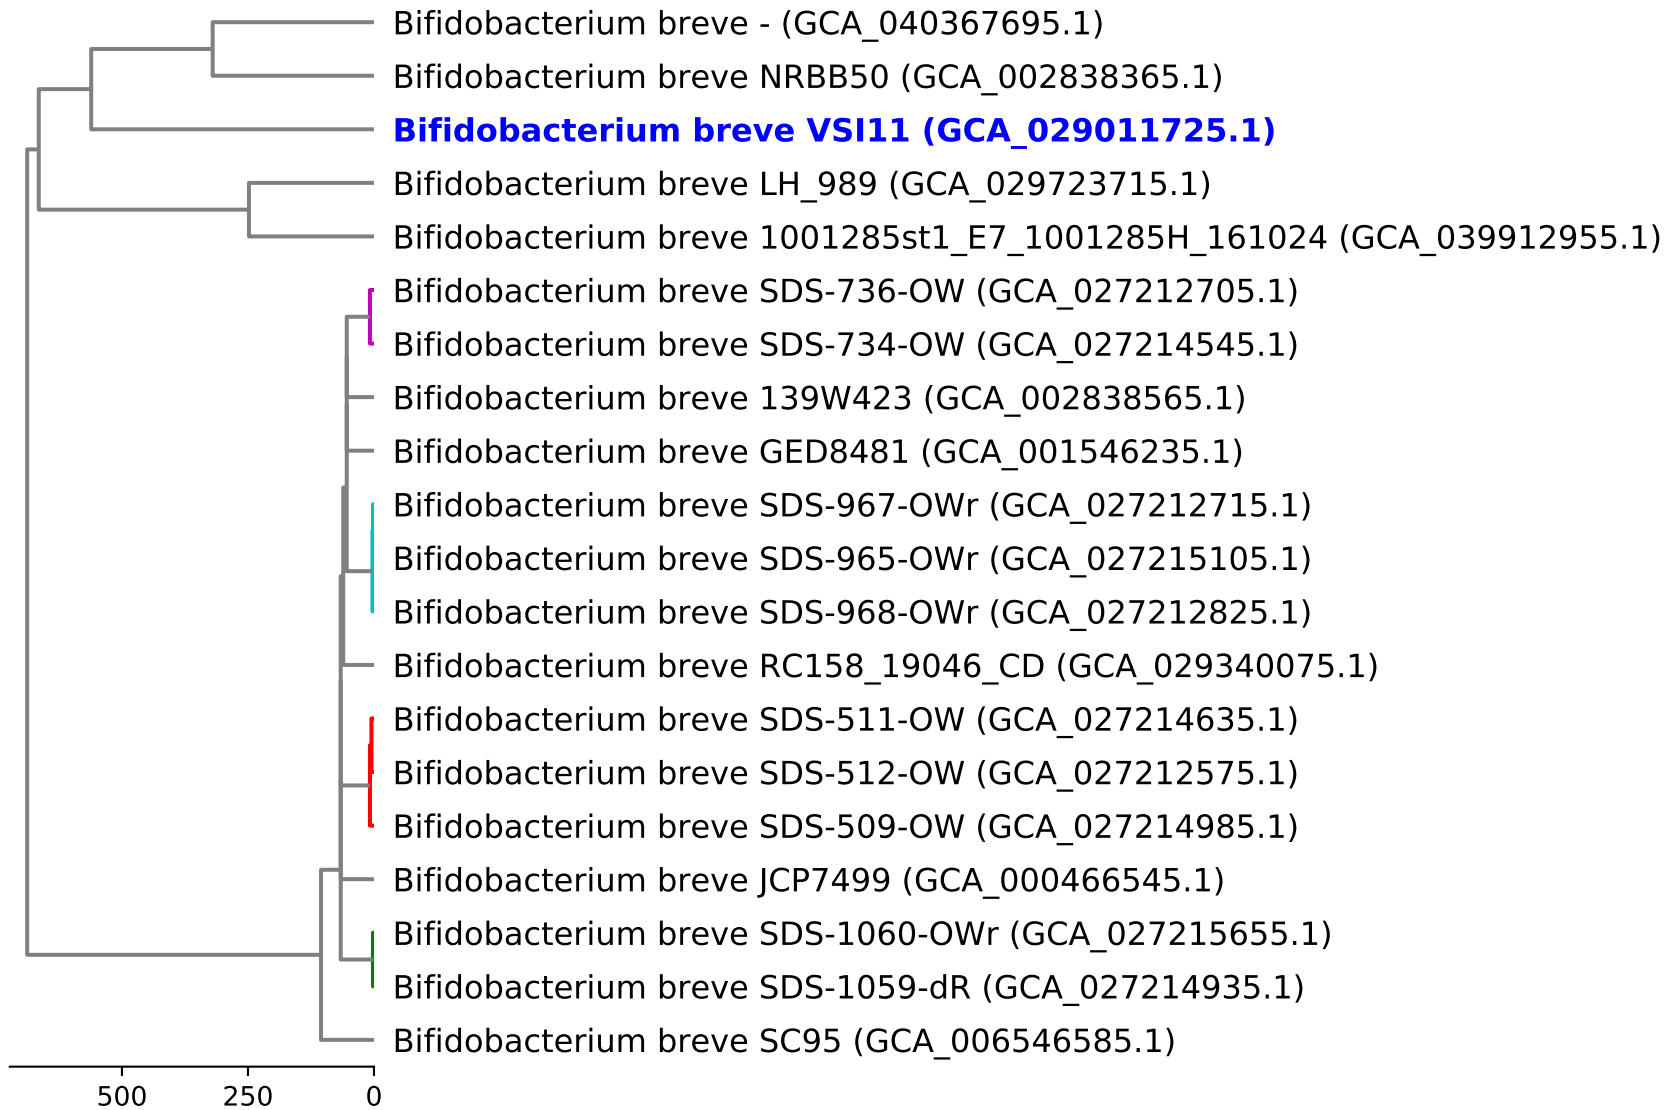 Bifidobacterium breve - (GCA_040367695.1)
Bifidobacterium breve NRBB50 (GCA_002838365.1)
Bifidobacterium breve VSI11 (GCA_029011725.1)
Bifidobacterium breve LH_989 (GCA_029723715.1)
Bifidobacterium breve 1001285st1_E7_1001285H_161024 (GCA_039912955.1)
Bifidobacterium breve SDS-736-OW (GCA_027212705.1)
Bifidobacterium breve SDS-734-OW (GCA_027214545.1)
Bifidobacterium breve 139W423 (GCA_002838565.1)
Bifidobacterium breve GED8481 (GCA_001546235.1)
Bifidobacterium breve SDS-967-OWr (GCA_027212715.1)
Bifidobacterium breve SDS-965-OWr (GCA_027215105.1)
Bifidobacterium breve SDS-968-OWr (GCA_027212825.1)
Bifidobacterium breve RC158_19046_CD (GCA_029340075.1)
Bifidobacterium breve SDS-511-OW (GCA_027214635.1)
Bifidobacterium breve SDS-512-OW (GCA_027212575.1)
Bifidobacterium breve SDS-509-OW (GCA_027214985.1)
Bifidobacterium breve JCP7499 (GCA_000466545.1)
Bifidobacterium breve SDS-1060-OWr (GCA_027215655.1)
Bifidobacterium breve SDS-1059-dR (GCA_027214935.1)
Bifidobacterium breve SC95 (GCA_006546585.1)
500 250 0